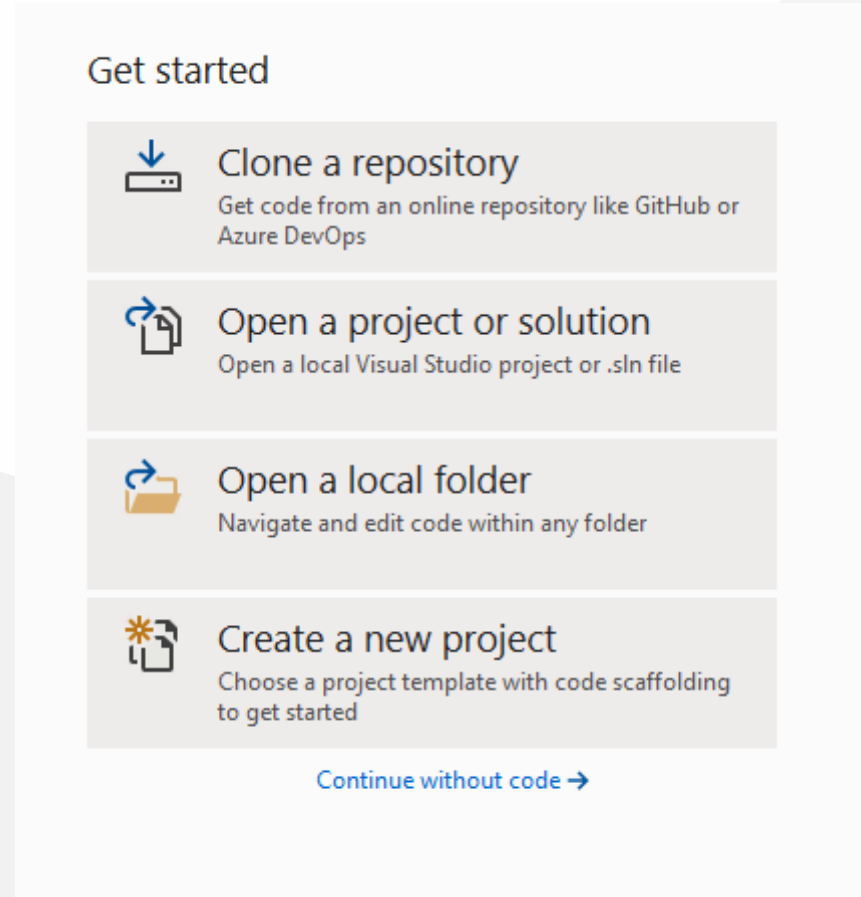 Get started
Clone a repository
Get code from an online repository like GitHub or
Azure DevOps
Open a project or solution
Open a local Visual Studio project or .sln file
Open a local folder
Navigate and edit code within any folder
Create a new project
Choose a project template with code scaffolding
to get started
Continue without code →